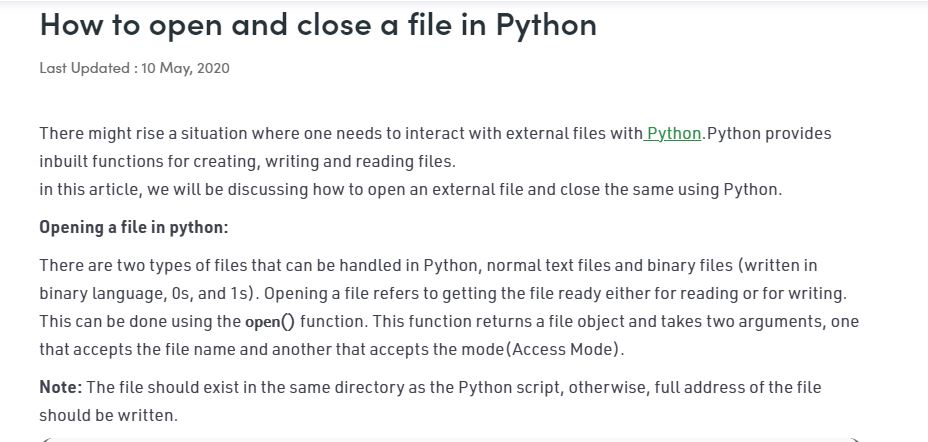 How to open and close a file in Python
Last Updated : 10 May, 2020
There might rise a situation where one needs to interact with external files with Python.Python provides
inbuilt functions for creating, writing and reading files.
in this article, we will be discussing how to open an external file and close the same using Python.
Opening a file in python:
There are two types of files that can be handled in Python, normal text files and binary files (written in
binary language, 0s, and 1s). Opening a file refers to getting the file ready either for reading or for writing.
This can be done using the open() function. This function returns a file object and takes two arguments, one
that accepts the file name and another that accepts the mode(Access Mode).
Note: The file should exist in the same directory as the Python script, otherwise, full address of the file
should be written.